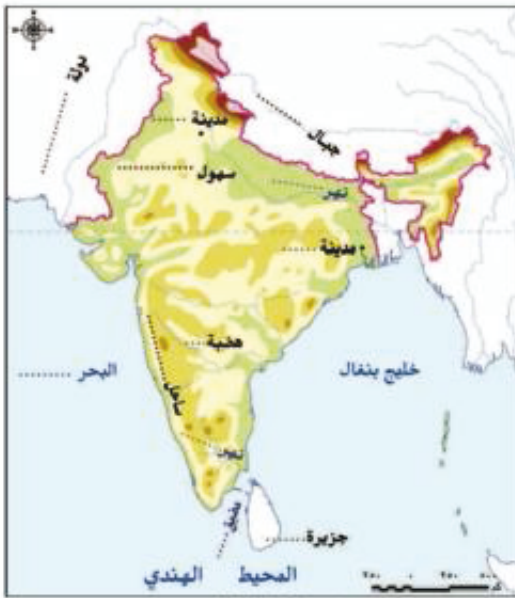 دولة ..........
جبال ..........
مدينة ..........
سهول ..........
نهر ..........
مدينة ..........
هضبة ..........
ساحل ..........
البحر ..........
خليج بنغال
نهر ..........
مضيق ..........
جزيرة ..........
المحيط الهندي